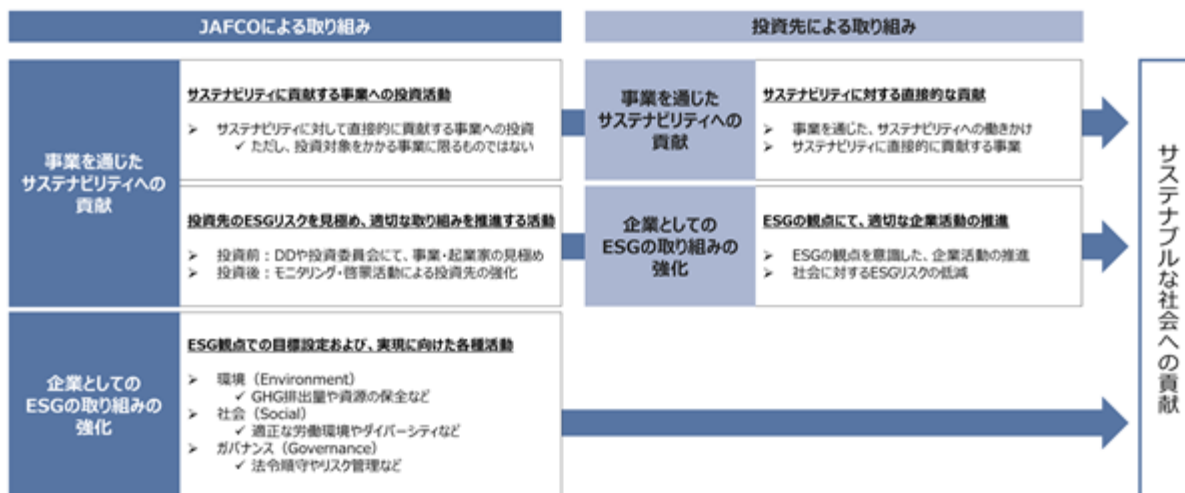 JAFCOによる取り組み
投資先による取り組み
事業を通じた
サステナビリティへの
貢献
サステナビリティに貢献する事業への投資活動
➢ サステナビリティに対して直接的に貢献する事業への投資
✓ ただし、投資対象をかかる事業に限るものではない
投資先のESGリスクを見極め、適切な取り組みを推進する活動
➢ 投資前：DDや投資委員会にて、事業・起業家の見極め
➢ 投資後：モニタリング・啓蒙活動による投資先の強化
事業を通じた
サステナビリティへの
貢献
サステナビリティに対する直接的な貢献
➢ 事業を通じた、サステナビリティへの働きかけ
➢ サステナビリティに直接的に貢献する事業
企業としての
ESGの取り組みの
強化
ESGの観点にて、適切な企業活動の推進
➢ ESGの観点を意識した、企業活動の推進
➢ 社会に対するESGリスクの低減
企業としての
ESGの取り組みの
強化
ESG観点での目標設定および、実現に向けた各種活動
➢ 環境（Environment）
✓ GHG排出量や資源の保全など
➢ 社会（Social）
✓ 適正な労働環境やダイバーシティなど
➢ ガバナンス（Governance）
✓ 法令順守やリスク管理など
サステナブルな社会への貢献